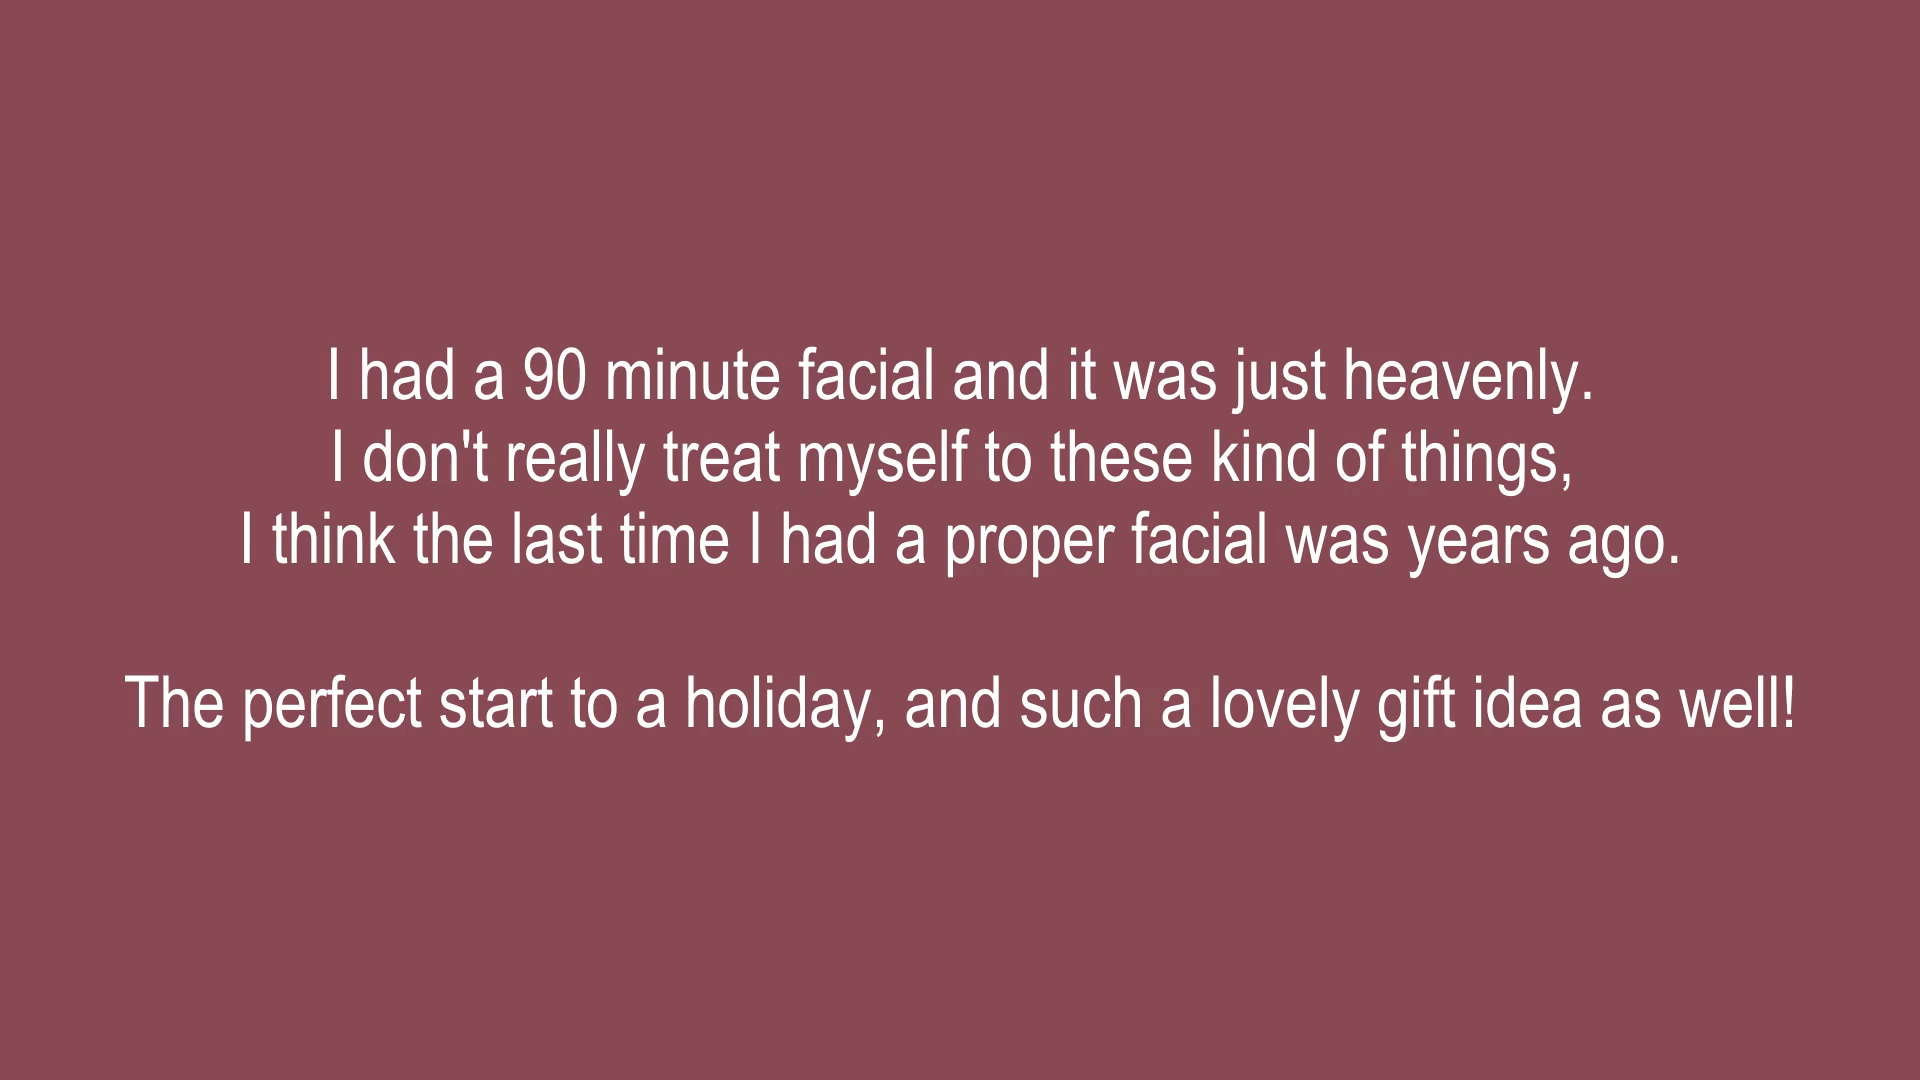 I had a 90 minute facial and it was just heavenly.
I don't really treat myself to these kind of things,
I think the last time I had a proper facial was years ago.
The perfect start to a holiday, and such a lovely gift idea as well!